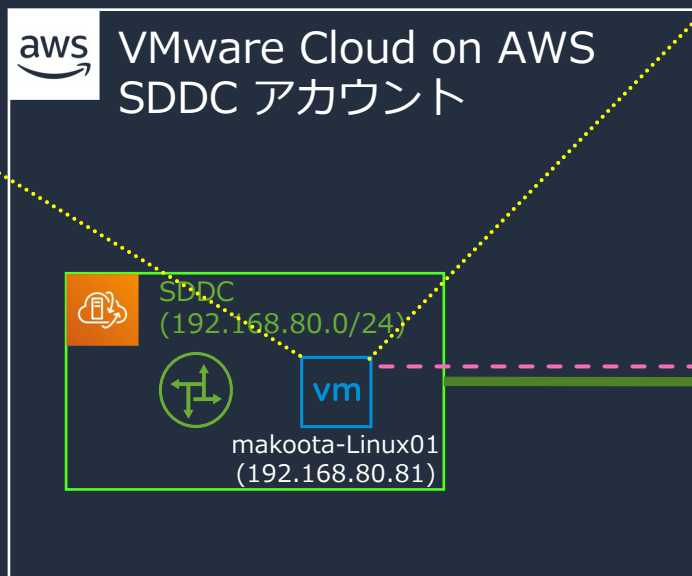 aws
VMware Cloud on AWS
SDDC アカウント
SDDC
(192.168.80.0/24)
vm
makoota-Linux01
(192.168.80.81)